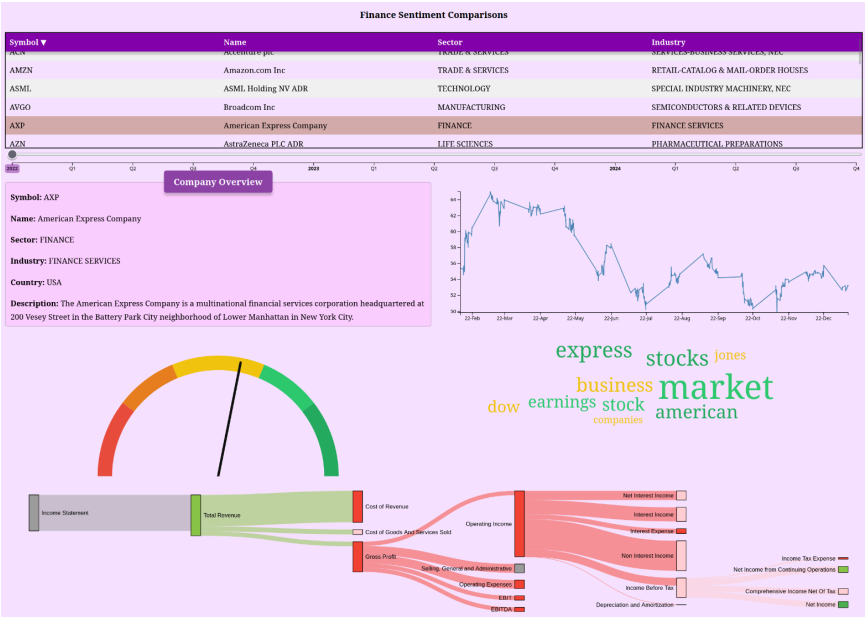 Finance Sentiment Comparisons
Symbol ▼ Name Sector Industry
ACN Accenture plc TRADE & SERVICES SERVICES-BUSINESS SERVICES, NEC
AMZN Amazon.com Inc TRADE & SERVICES RETAIL-CATALOG & MAIL-ORDER HOUSES
ASML ASML Holding NV ADR TECHNOLOGY SPECIAL INDUSTRY MACHINERY, NEC
AVGO Broadcom Inc MANUFACTURING SEMICONDUCTORS & RELATED DEVICES
AXP American Express Company FINANCE FINANCE SERVICES
AZN AstraZeneca PLC ADR LIFE SCIENCES PHARMACEUTICAL PREPARATIONS
2022 Q1 Q2 Q3 2023 Q1 Q2 Q3 2024 Q2 Q3 Q4
Company Overview
Symbol: AXP
Name: American Express Company
Sector: FINANCE
Industry: FINANCE SERVICES
Country: USA
Description: The American Express Company is a multinational financial services corporation headquartered at
200 Vesey Street in the Battery Park City neighborhood of Lower Manhattan in New York City.
64
62
60
58
56
54
52
50
22-Feb 22-Mar 22-Apr 22-May 22-Jun 22-Jul 22-Aug 22-Sep 22-Oct 22-Nov 22-Dec
express
stocks
jones
business
market
dow
earnings
stock
american
companies
Income Statement
Total Revenue
Cost of Revenue
Cost of Goods And Services Sold
Gross Profit
Operating Income
Selling, General and Administrative
Operating Expenses
EBIT
EBITDA
Net Interest Income
Interest Income
Interest Expense
Non Interest Income
Income Before Tax
Depreciation and Amortization
Income Tax Expense
Net Income from Continuing Operations
Comprehensive Income Net Of Tax
Net Income